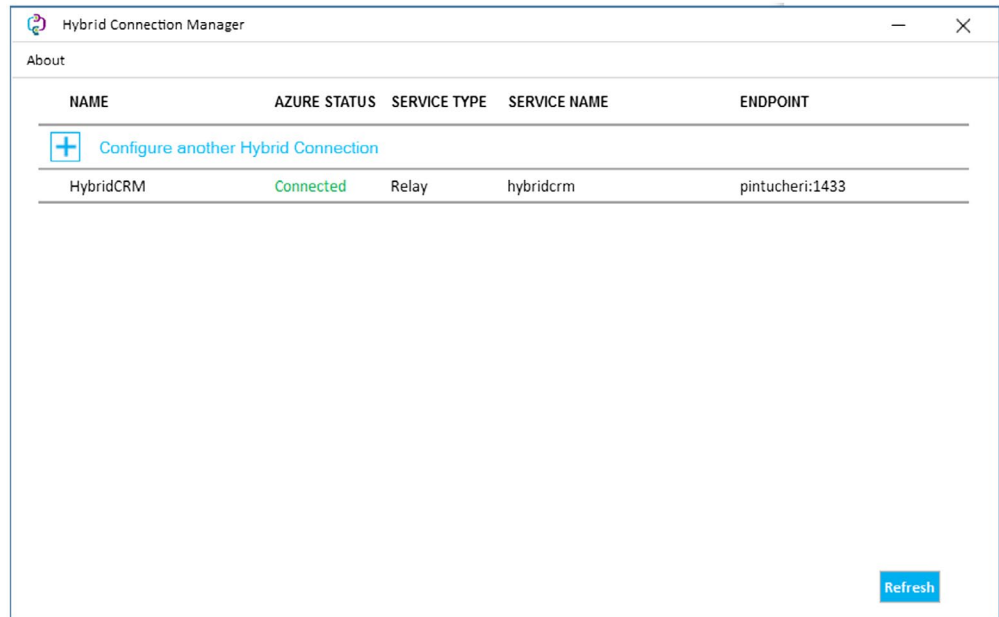 Hybrid Connection Manager
About
NAME AZURE STATUS SERVICE TYPE SERVICE NAME ENDPOINT
Configure another Hybrid Connection
HybridCRM Connected Relay hybridcrm pintucheri:1433
Refresh